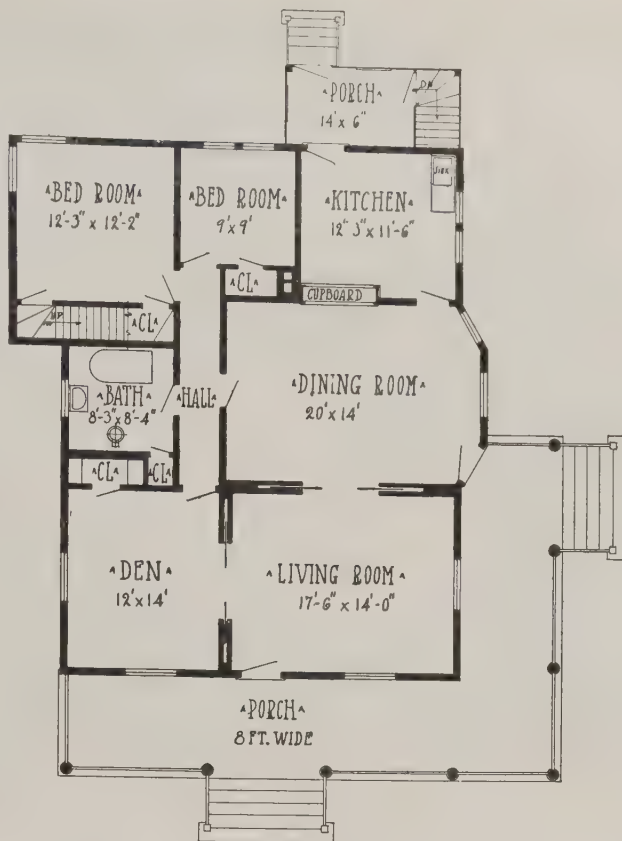 PORCH
14' x 6'
DN
BED ROOM
12'-3" x 12'-2"
BED ROOM
9' x 9'
KITCHEN
12" 3" x 11'-6"
SINK
CL
CUPBOARD
UP
CL
BATH
8'-3" x 8'-4"
HALL
DINING ROOM
20' x 14'
CL
CL
DEN
12' x 14'
LIVING ROOM
17'-6" x 14'-0"
PORCH
8 FT. WIDE